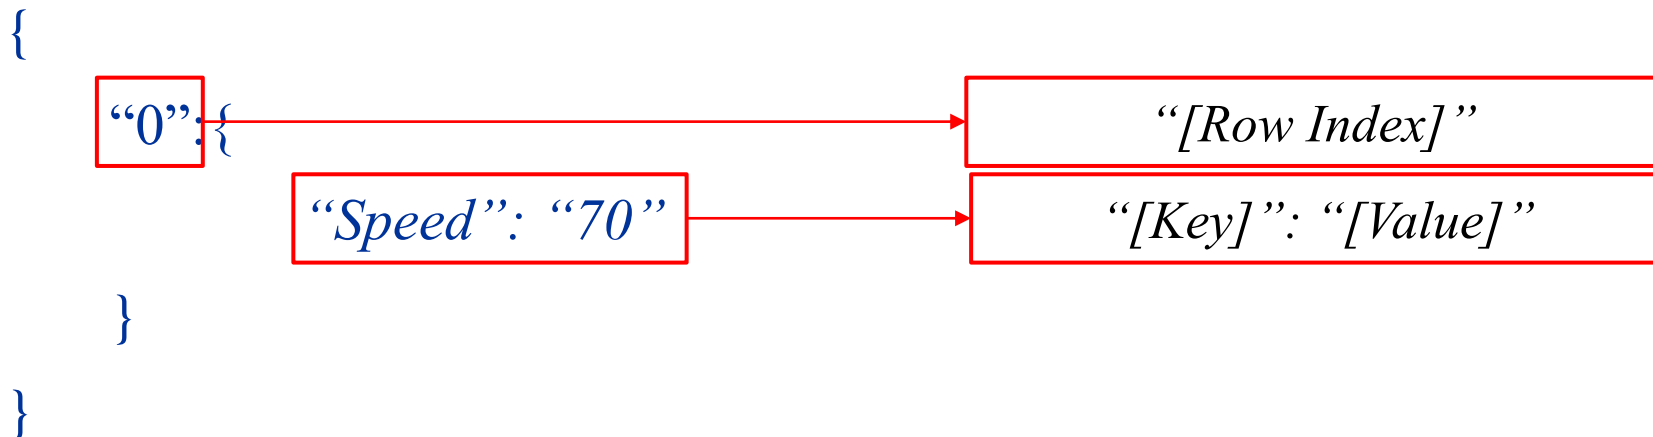 {
“0”:{ “[Row Index]”
“Speed”: “70” “[Key]”: “[Value]”
}
}